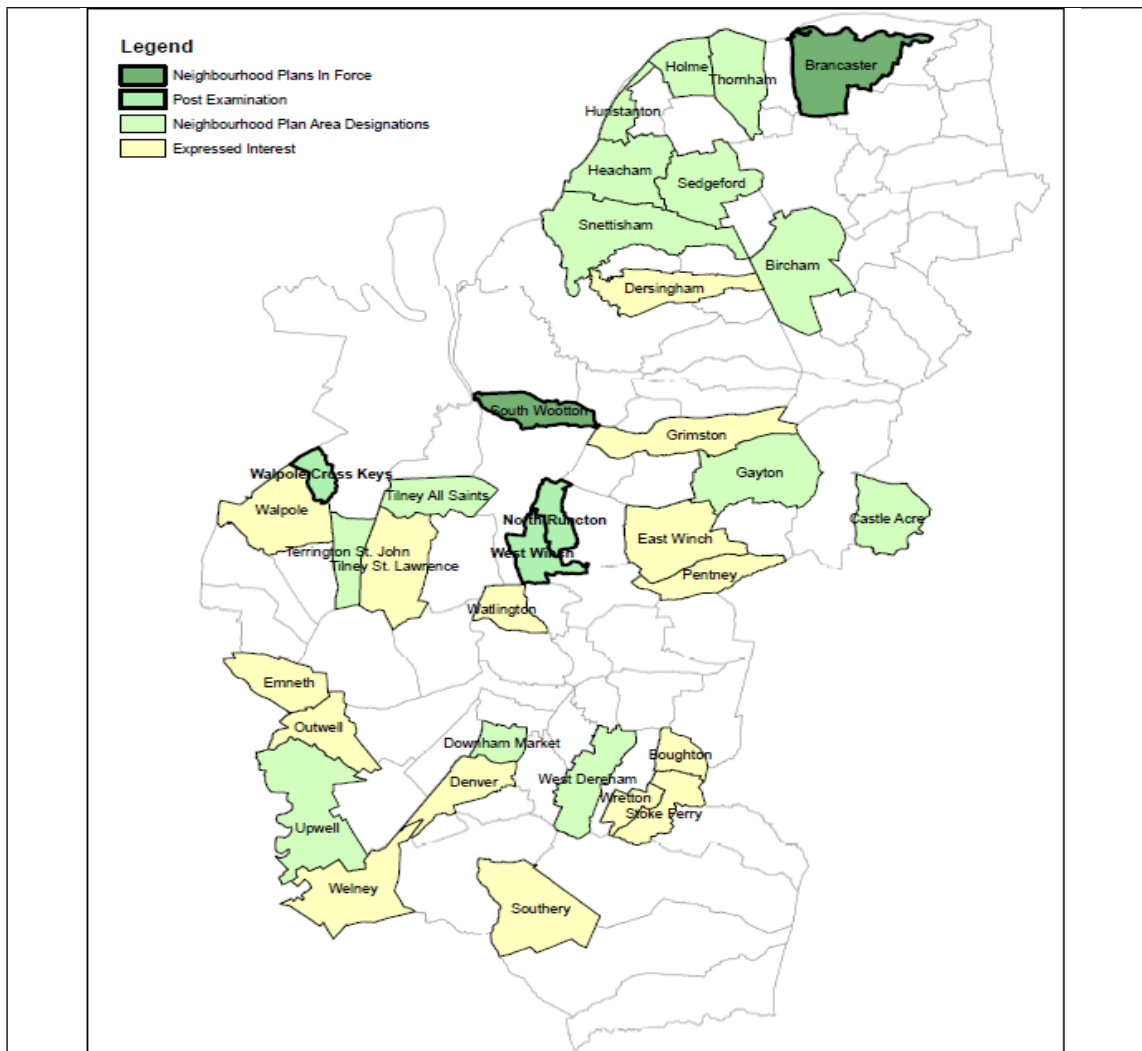 Legend
Neighbourhood Plans In Force
Post Examination
Neighbourhood Plan Area Designations
Expressed Interest
Brancaster
Holme
Thornham
Hunstanton
Heacham
Sedgeford
Snettisham
Bircham
Dersingham
South Wootton
Grimston
Walpole Cross Keys
Gayton
Tilney All Saints
Walpole
Castle Acre
North Runcton
East Winch
Terrington St. John
West Winch
Tilney St. Lawrence
Pentney
Watlington
Emneth
Outwell
Downham Market
Boughton
Denver
West Dereham
Wretton
Stoke Ferry
Upwell
Welney
Southery